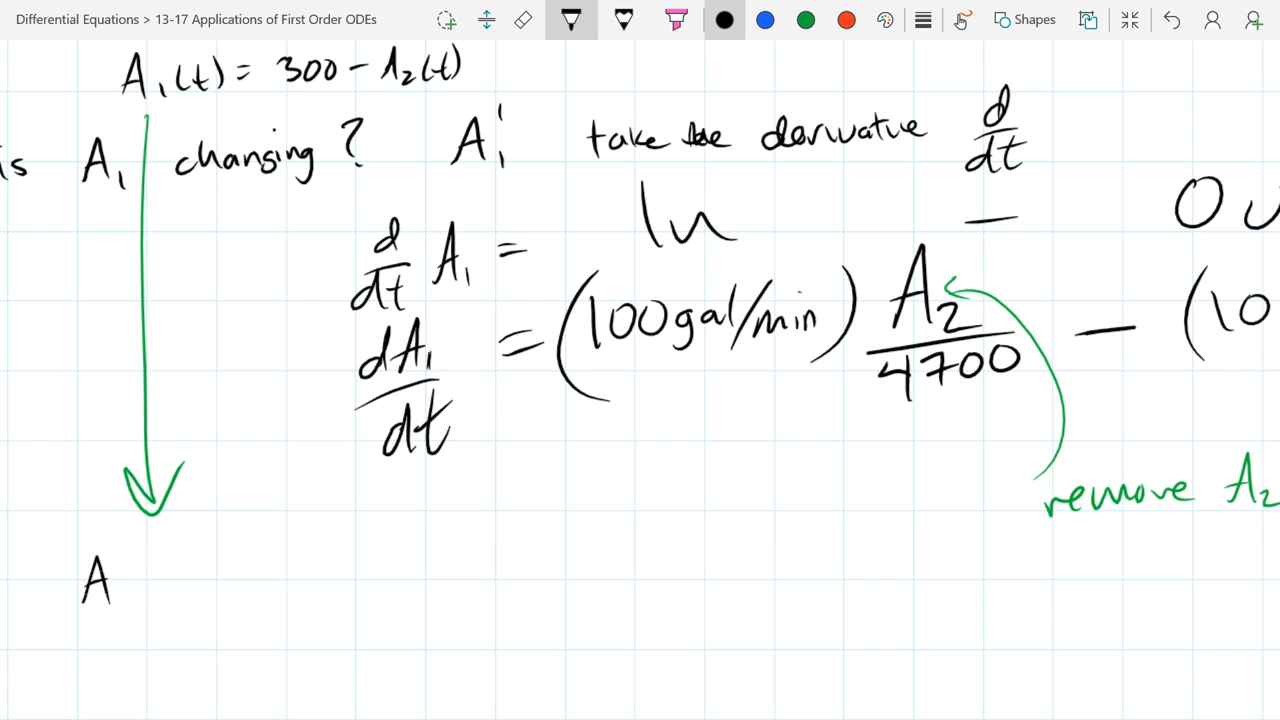 Differential Equations > 13-17 Applications of First Order ODEs
Shapes
A₁(t) = 300 - A₂(t)
is A₁ changing? A₁' take the derivative d/dt
d/dt A₁ = In - Ou
dA₁/dt = (100gal/min) A₂/4700 - (10
remove A₂
A